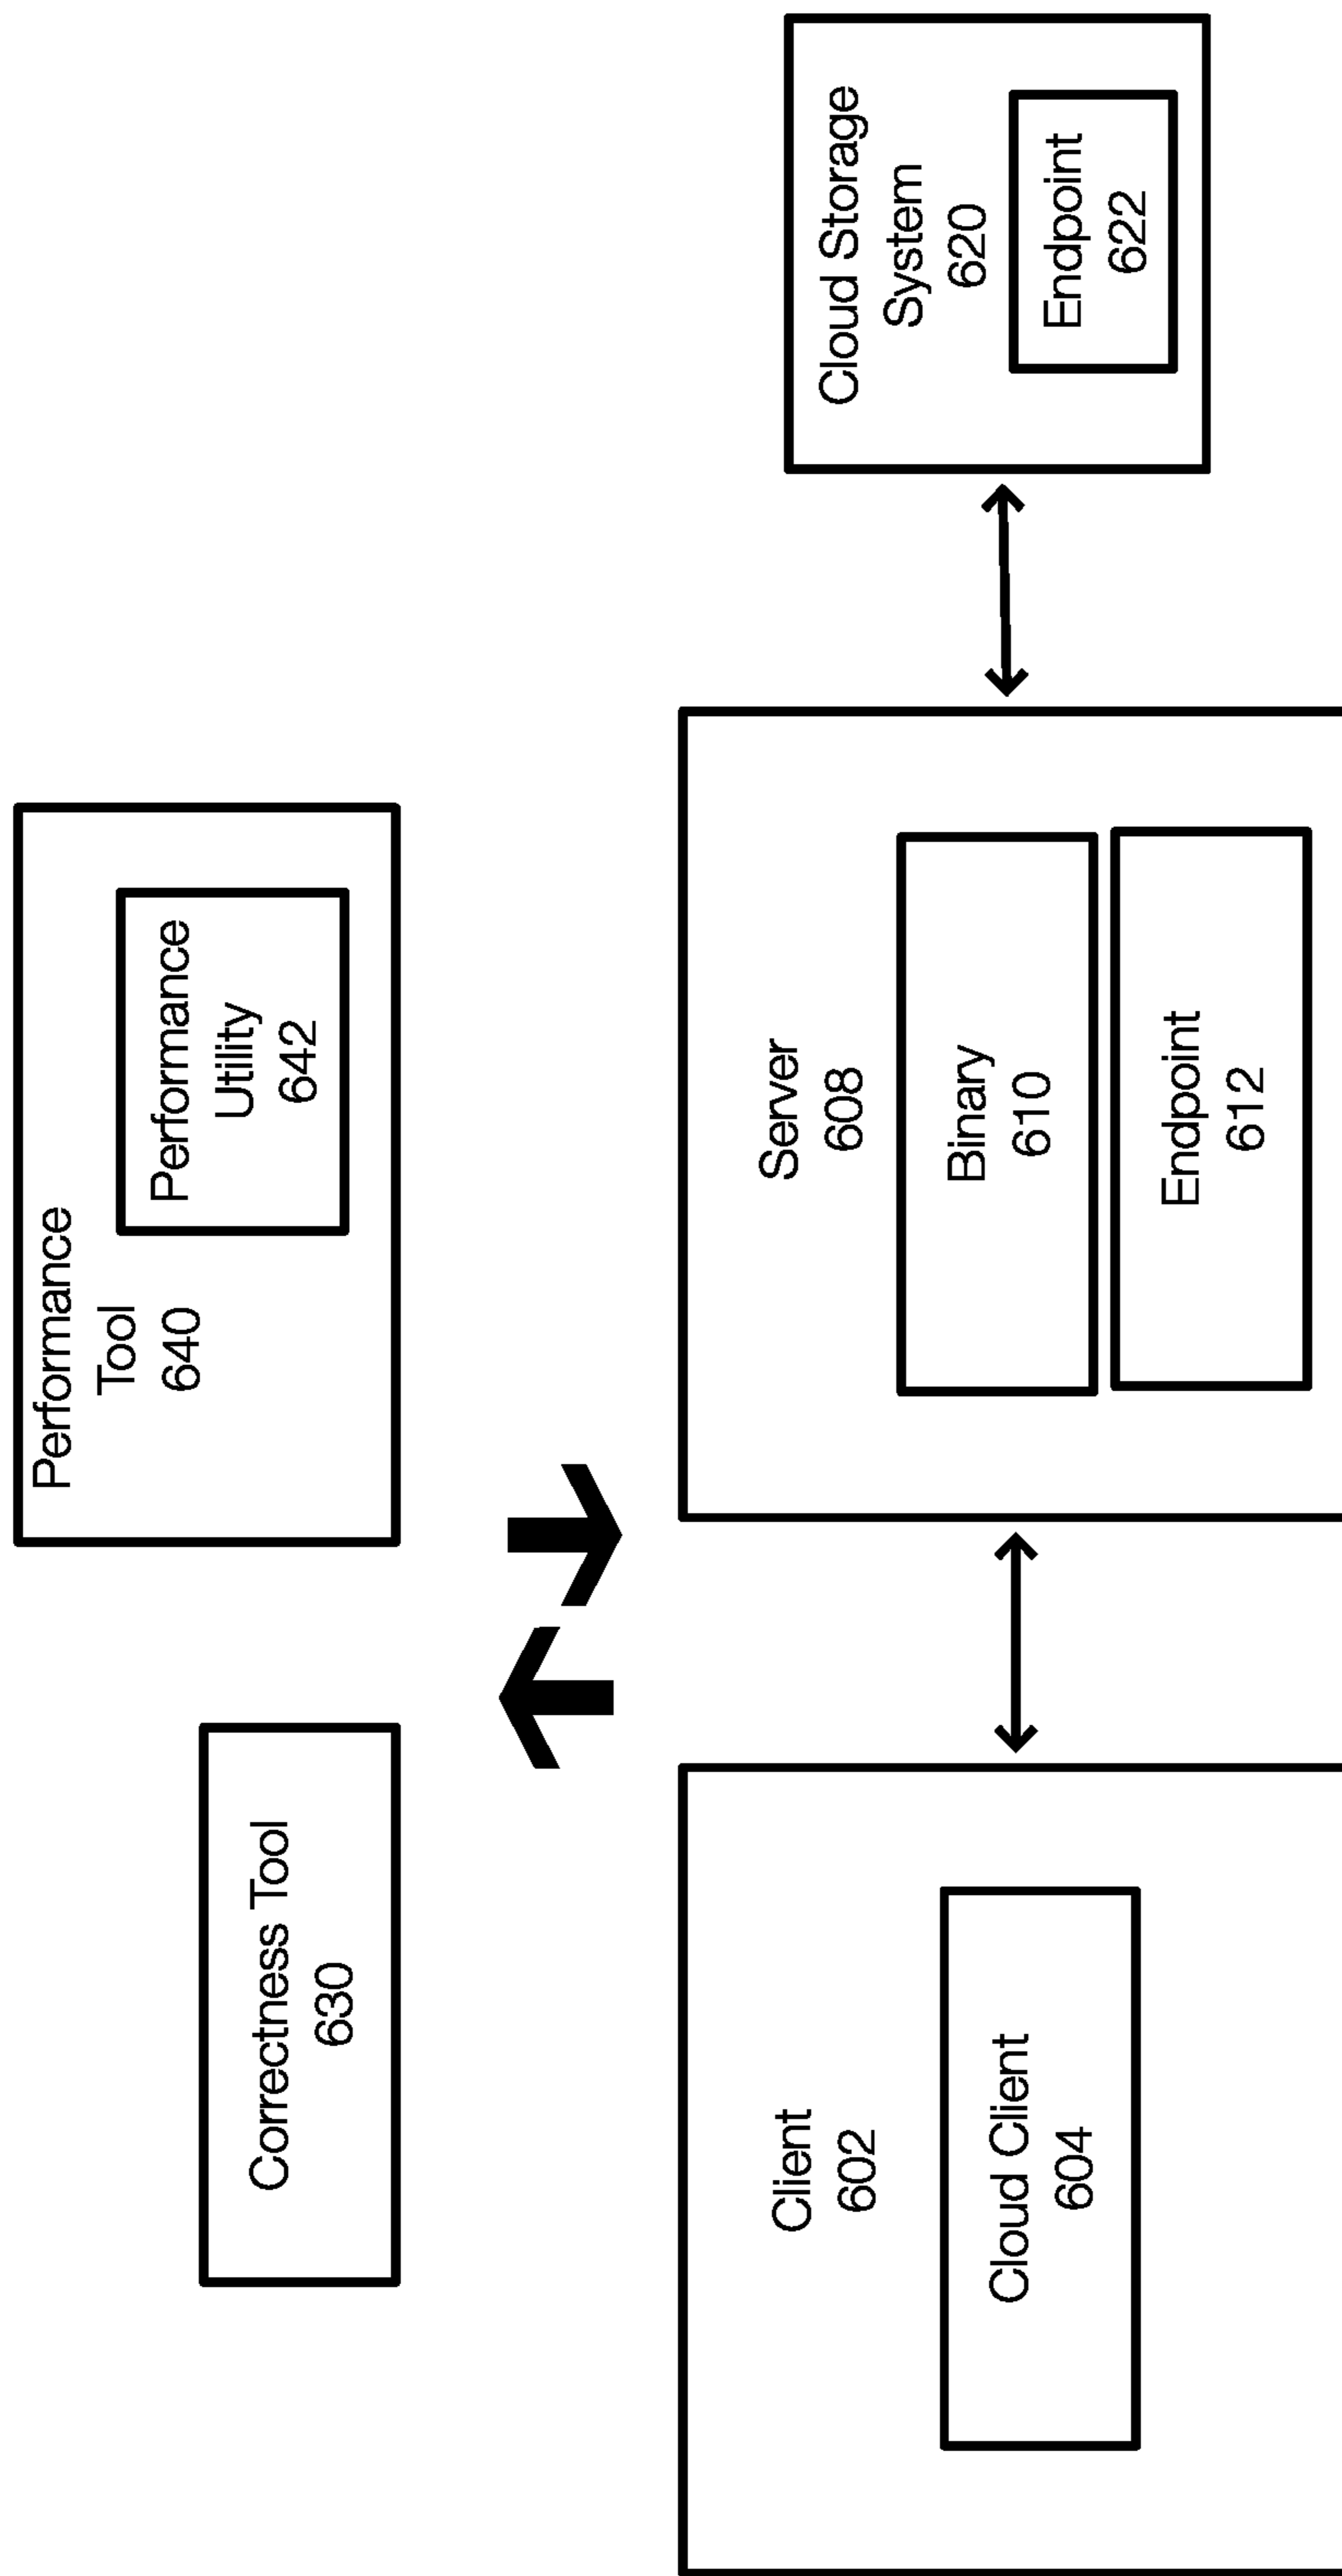 Correctness Tool
630
Performance
Tool
640
Performance
Utility
642
Client
602
Cloud Client
604
Server
608
Binary
610
Endpoint
612
Cloud Storage
System
620
Endpoint
622